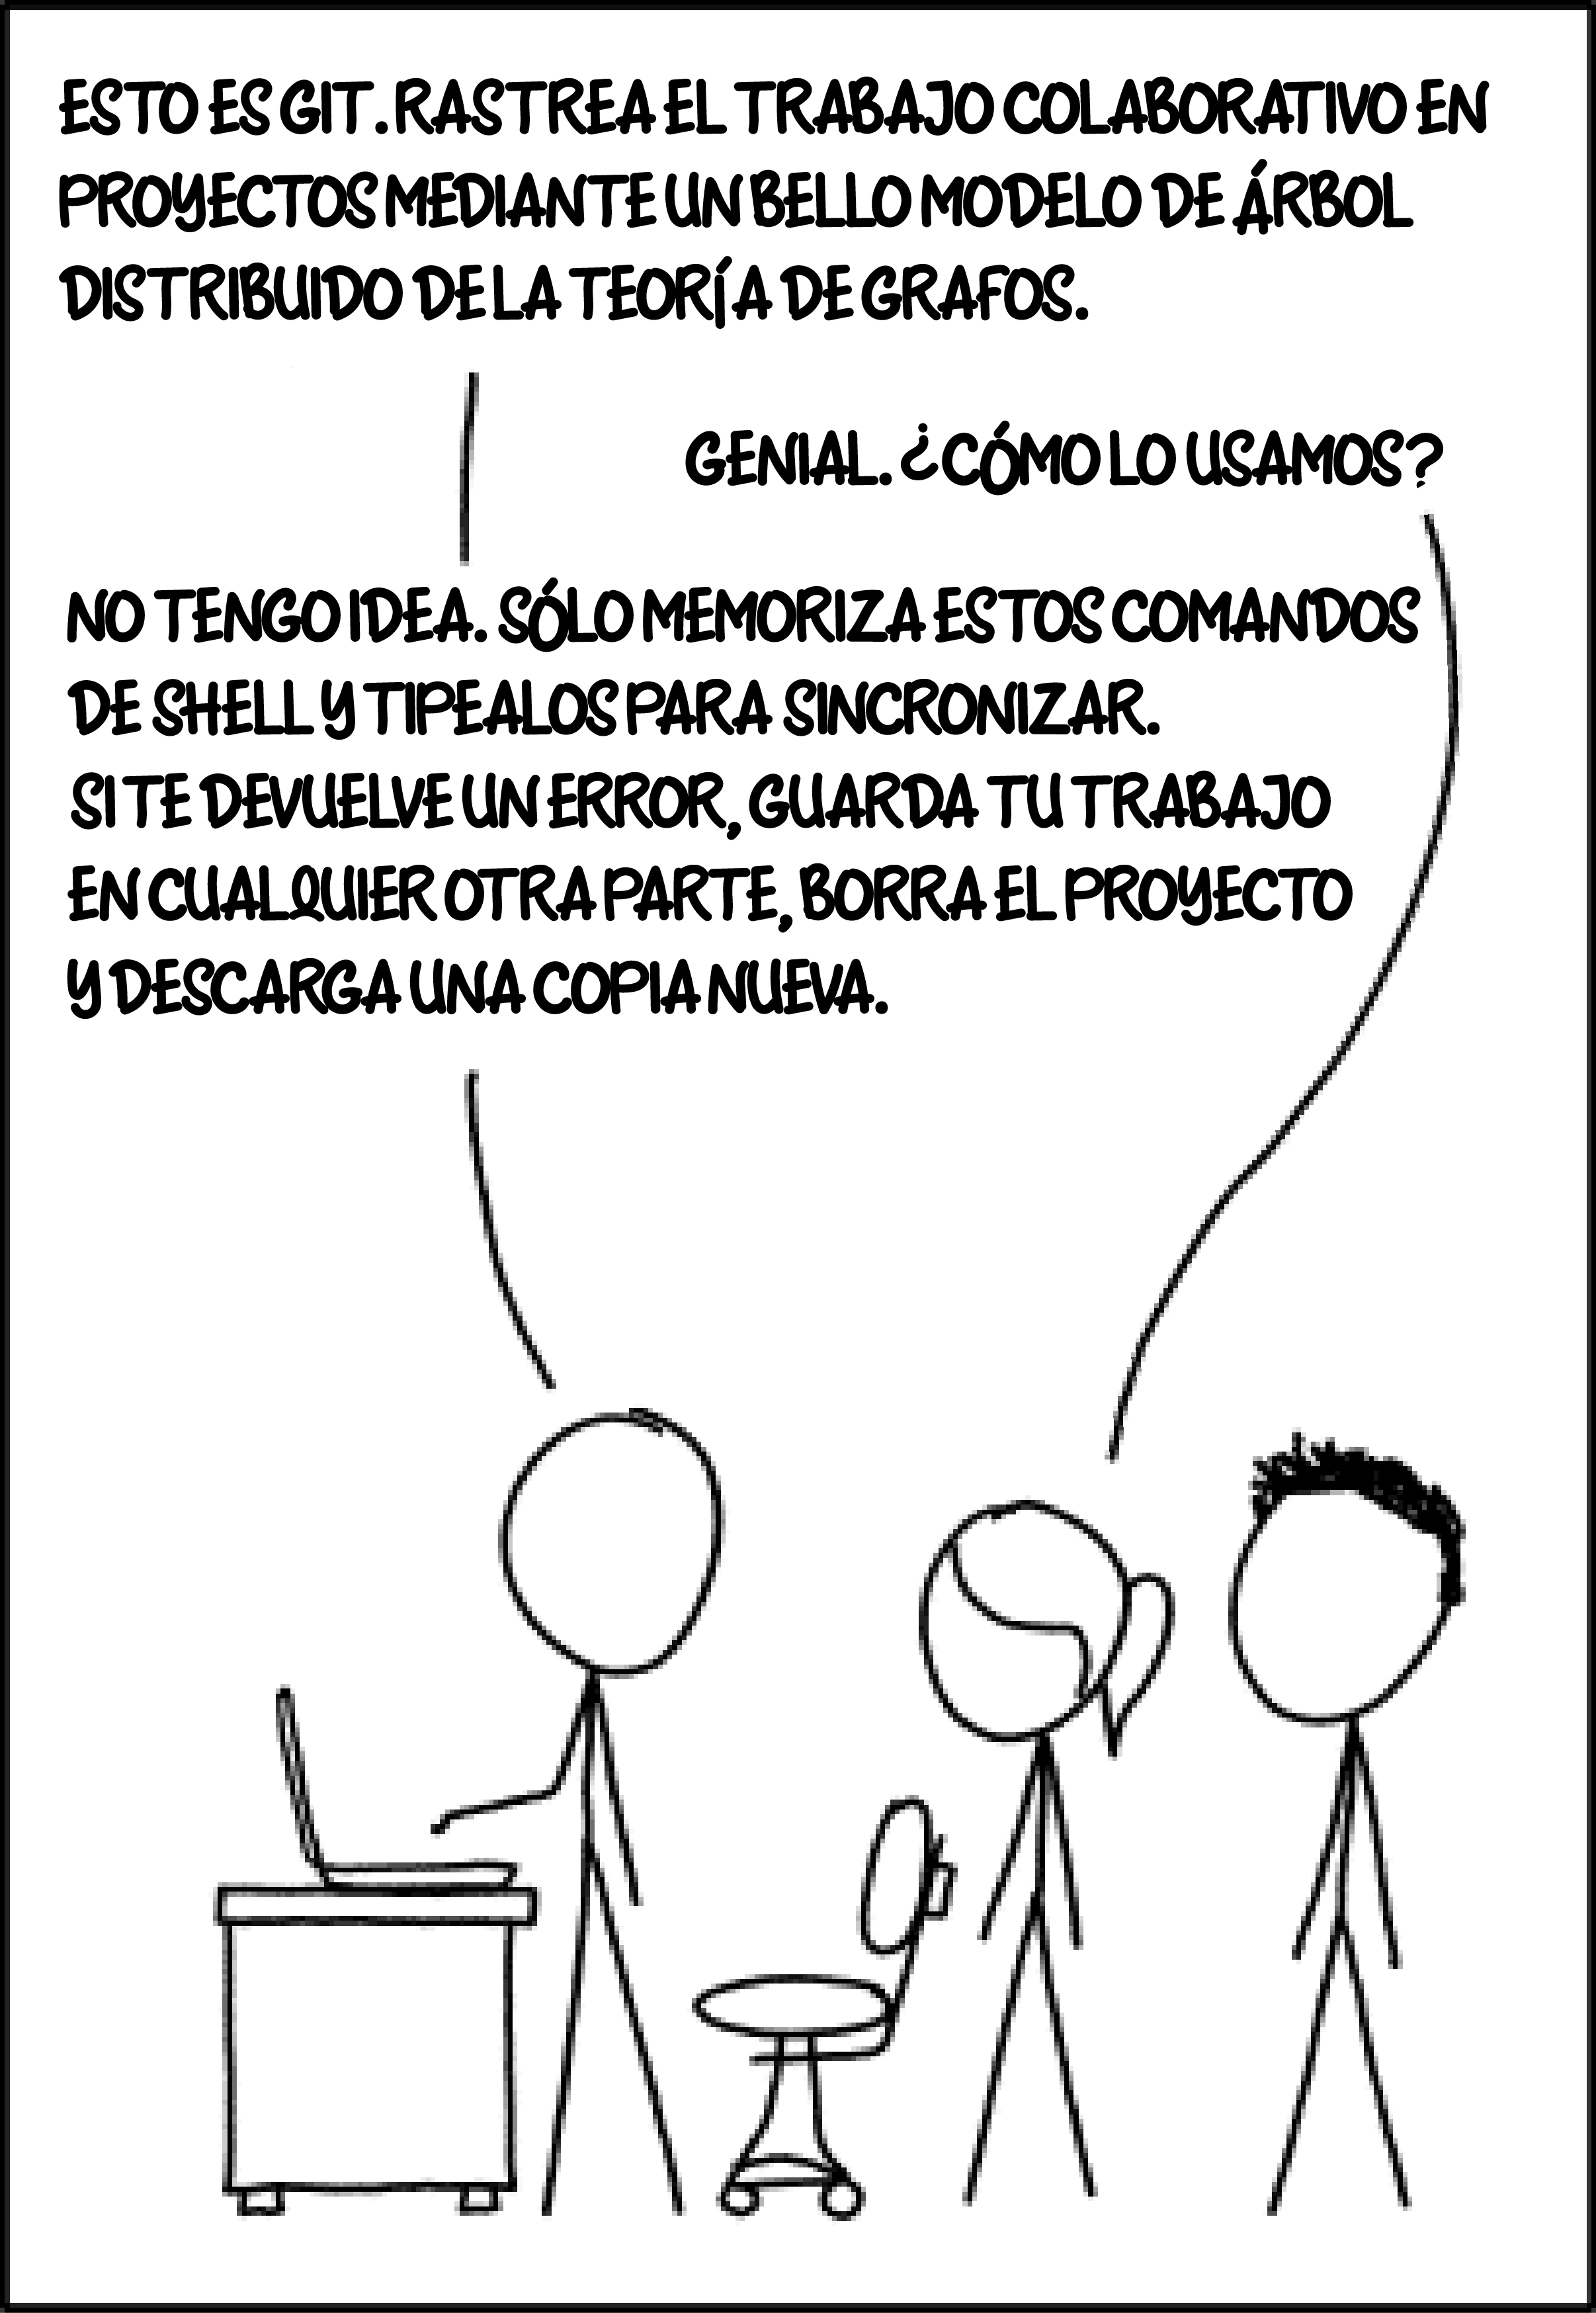 ESTO ES GIT. RASTREA EL TRABAJO COLABORATIVO EN
PROYECTOS MEDIANTE UN BELLO MODELO DE ÁRBOL
DISTRIBUIDO DE LA TEORÍA DE GRAFOS.
GENIAL. ¿CÓMO LO USAMOS?
NO TENGO IDEA. SÓLO MEMORIZA ESTOS COMANDOS
DE SHELL Y TIPEALOS PARA SINCRONIZAR.
SI TE DEVUELVE UN ERROR, GUARDA TU TRABAJO
EN CUALQUIER OTRA PARTE, BORRA EL PROYECTO
Y DESCARGA UNA COPIA NUEVA.